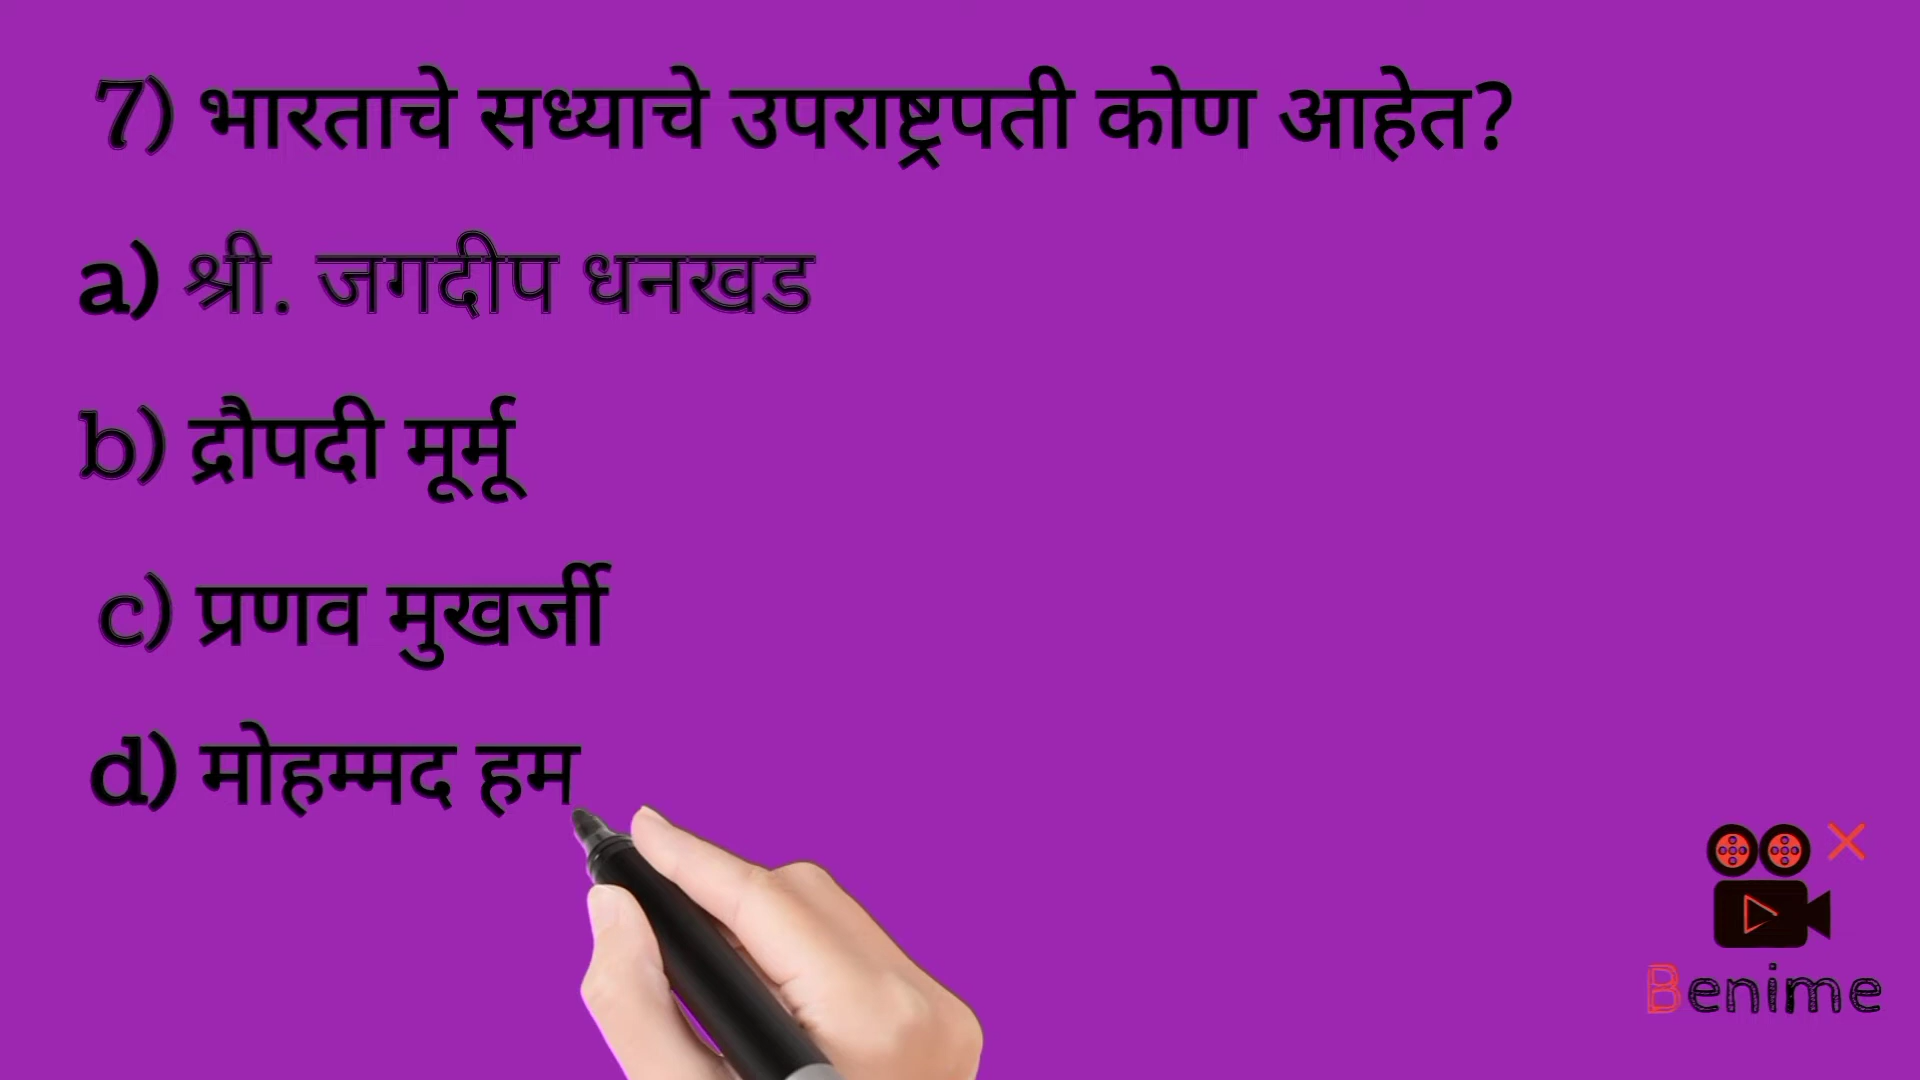 7) भारताचे सध्याचे उपराष्ट्रपती कोण आहेत?
a) श्री. जगदीप धनखड
b) द्रौपदी मूर्मू
c) प्रणव मुखर्जी
d) मोहम्मद हम
Benime